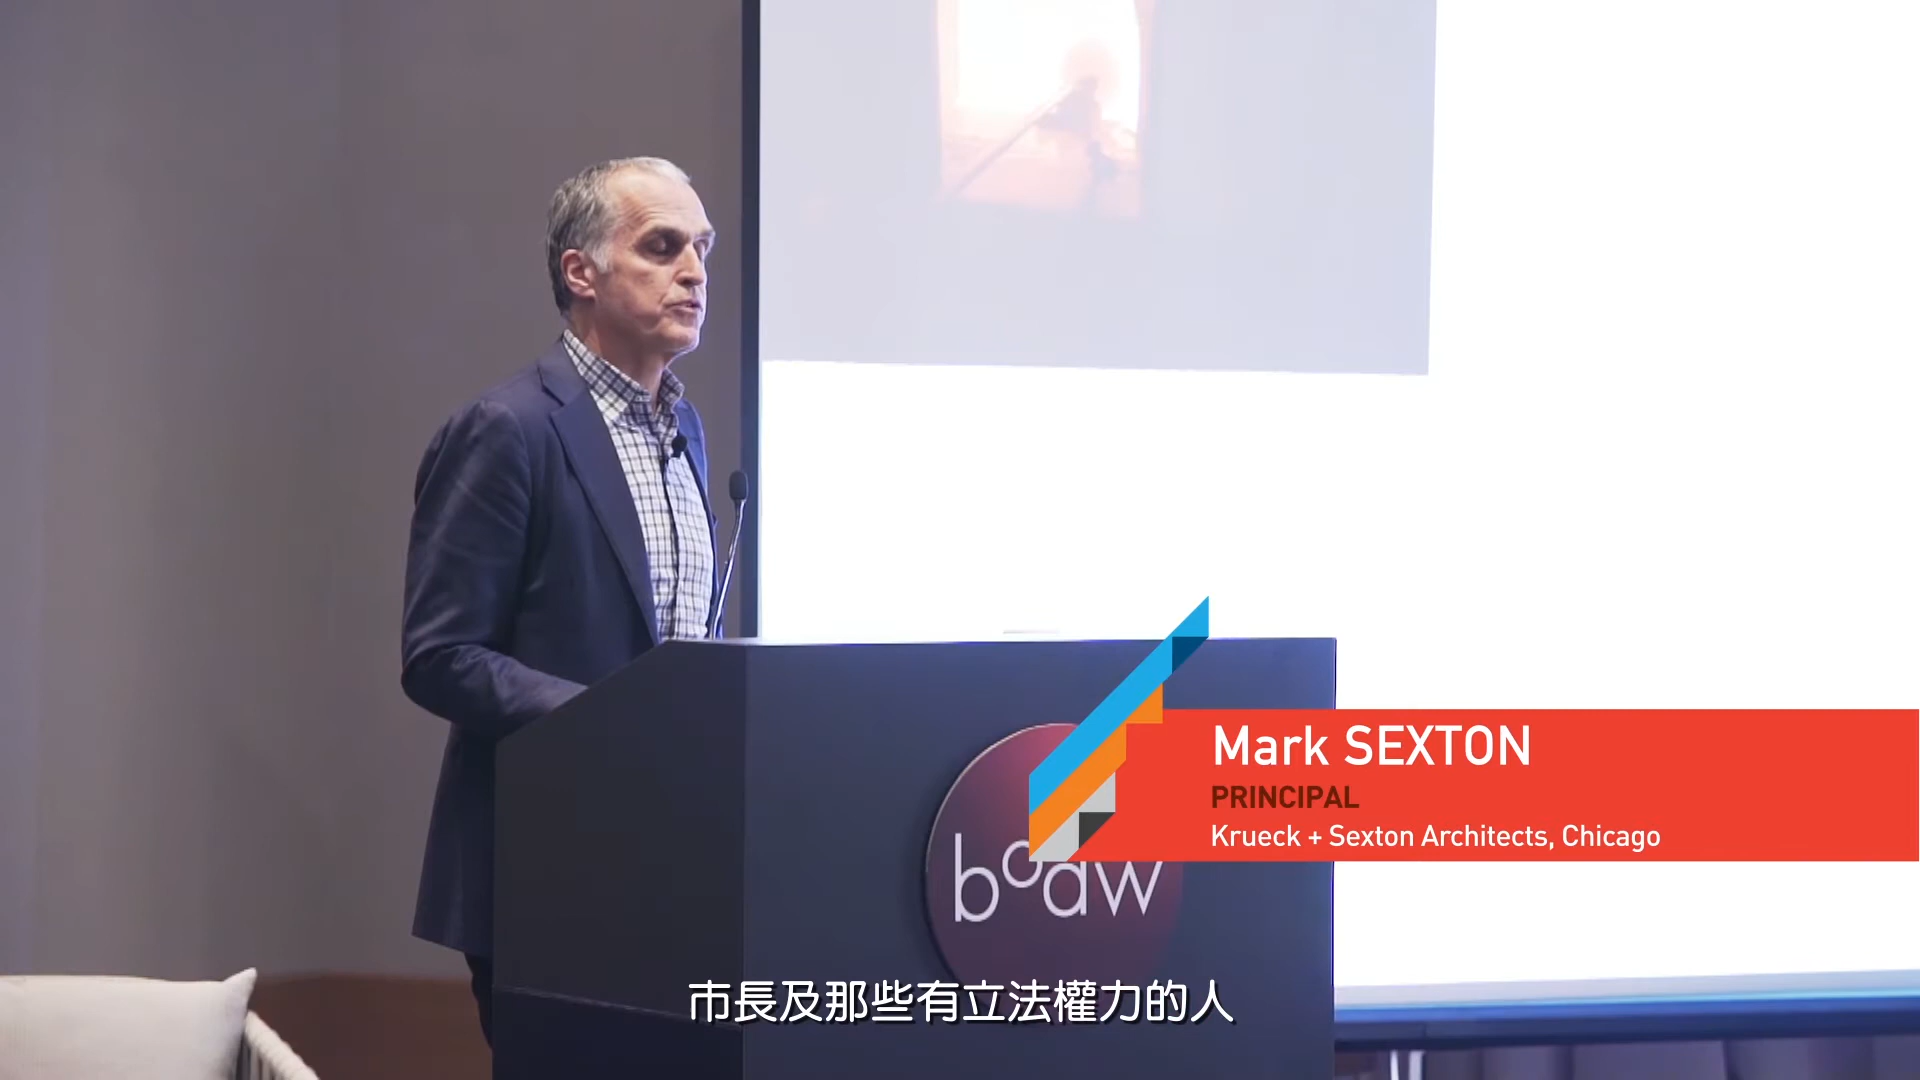 Mark SEXTON
PRINCIPAL
Krueck + Sexton Architects, Chicago
bodw
市長及那些有立法權力的人